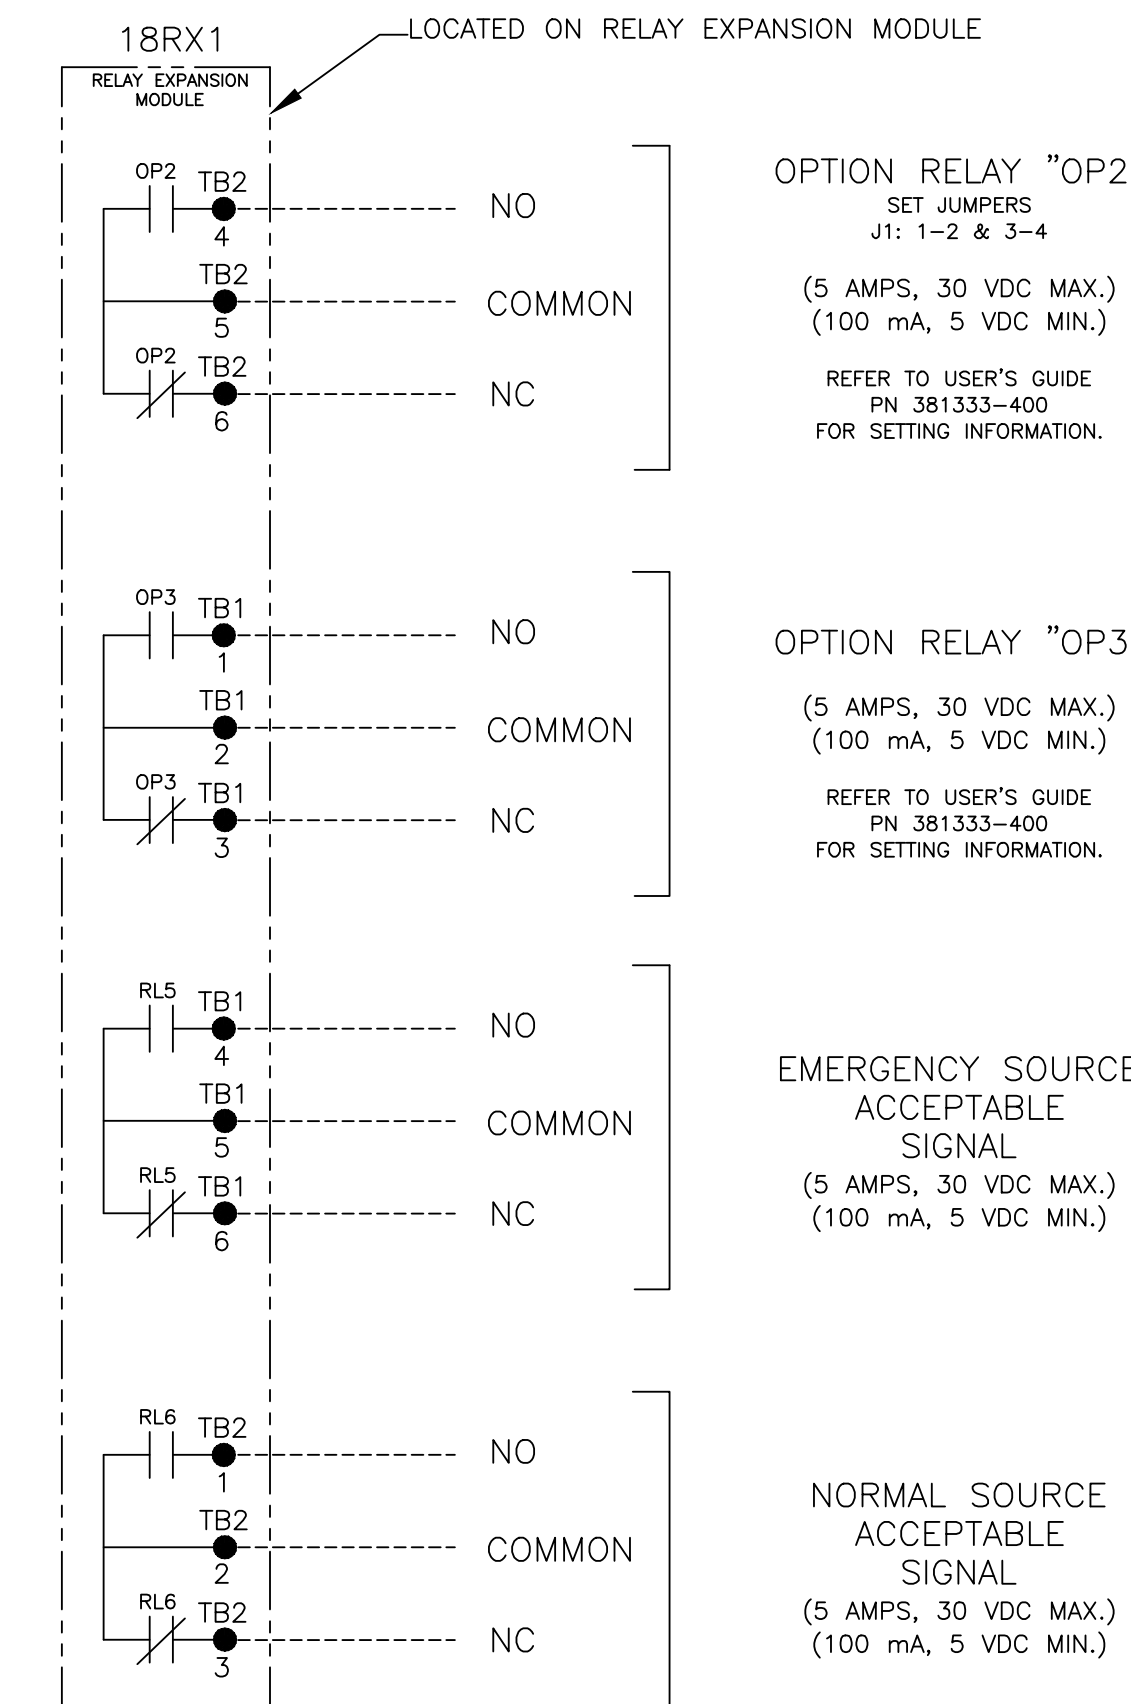 18RX1
LOCATED ON RELAY EXPANSION MODULE
RELAY EXPANSION
MODULE
OP2 TB2
4
NO
TB2
5
COMMON
OP2 TB2
6
NC
OPTION RELAY "OP2
SET JUMPERS
J1: 1-2 & 3-4
(5 AMPS, 30 VDC MAX.)
(100 mA, 5 VDC MIN.)
REFER TO USER'S GUIDE
PN 381333-400
FOR SETTING INFORMATION.
OP3 TB1
1
NO
TB1
2
COMMON
OP3 TB1
3
NC
OPTION RELAY "OP3
(5 AMPS, 30 VDC MAX.)
(100 mA, 5 VDC MIN.)
REFER TO USER'S GUIDE
PN 381333-400
FOR SETTING INFORMATION.
RL5 TB1
4
NO
TB1
5
COMMON
RL5 TB1
6
NC
EMERGENCY SOURCE
ACCEPTABLE
SIGNAL
(5 AMPS, 30 VDC MAX.)
(100 mA, 5 VDC MIN.)
RL6 TB2
1
NO
TB2
2
COMMON
RL6 TB2
3
NC
NORMAL SOURCE
ACCEPTABLE
SIGNAL
(5 AMPS, 30 VDC MAX.)
(100 mA, 5 VDC MIN.)